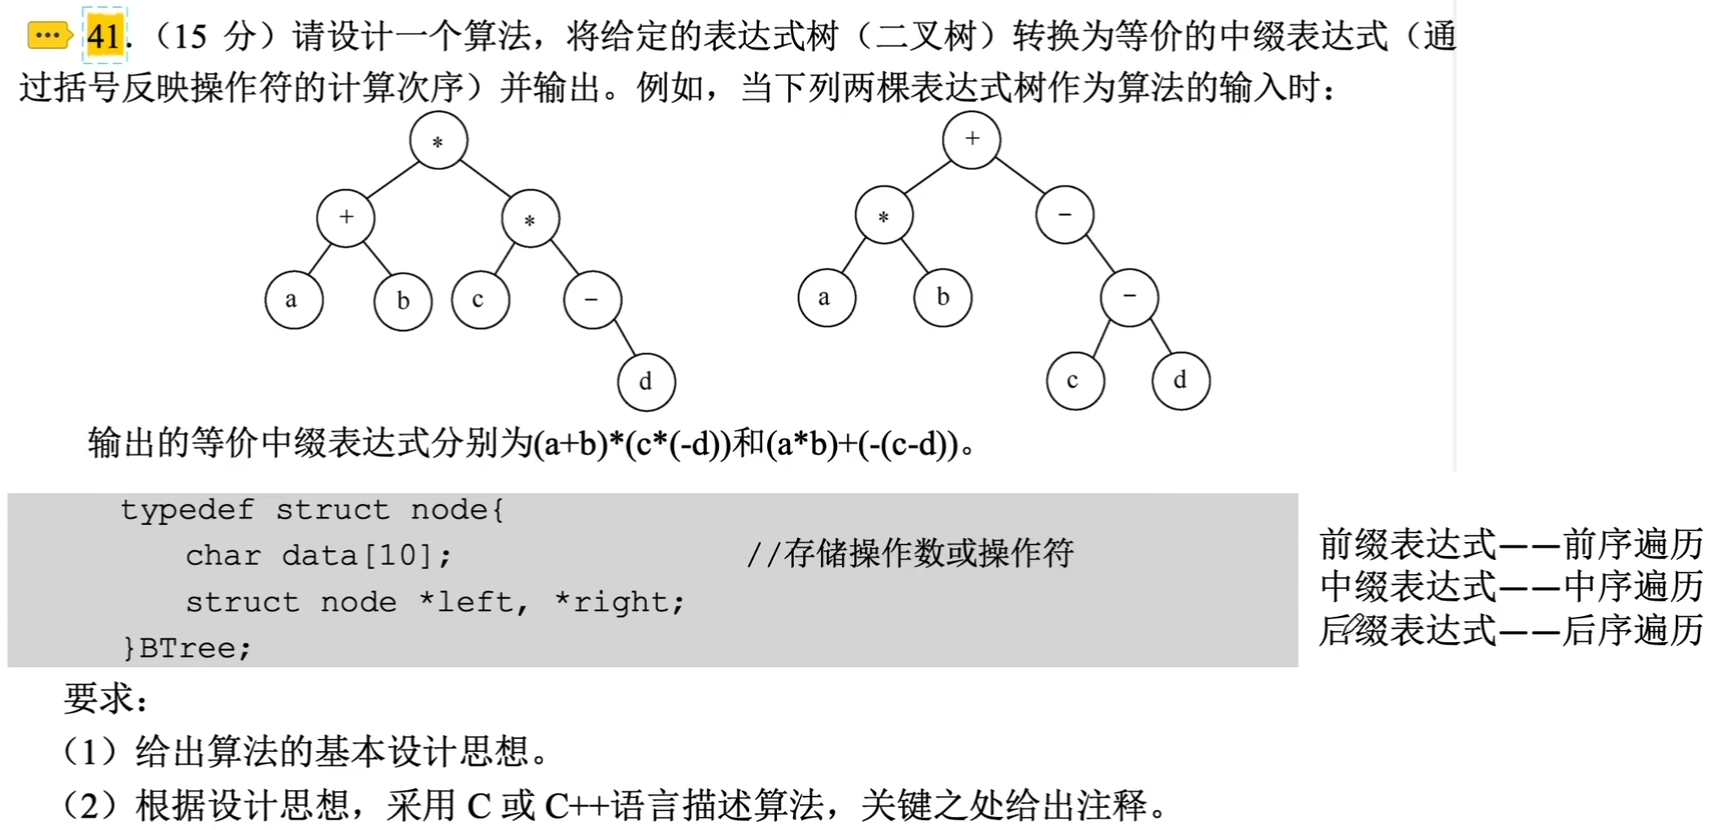 41.（15 分）请设计一个算法，将给定的表达式树（二叉树）转换为等价的中缀表达式（通
过括号反映操作符的计算次序）并输出。例如，当下列两棵表达式树作为算法的输入时：
* +
+ * * −
a b c − a b −
d c d
输出的等价中缀表达式分别为(a+b)*(c*(-d))和(a*b)+(-(c-d))。
typedef struct node{
char data[10]; //存储操作数或操作符
struct node *left, *right;
}BTree;
前缀表达式——前序遍历
中缀表达式——中序遍历
后缀表达式——后序遍历
要求：
（1）给出算法的基本设计思想。
（2）根据设计思想，采用 C 或 C++语言描述算法，关键之处给出注释。